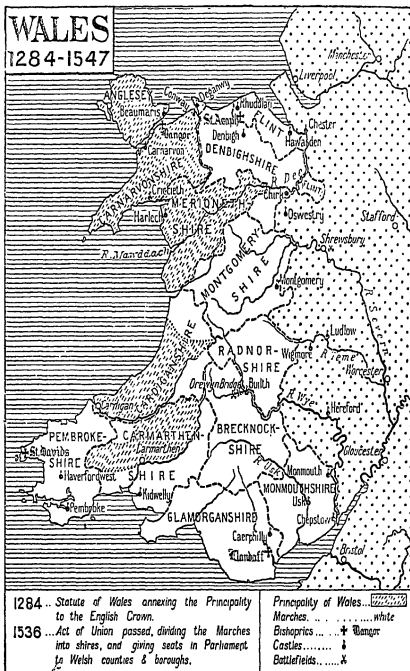 WALES
1284-1547
Manchester
Liverpool
ANGLESEY
Beaumaris
Conway
Deganwy
Rhuddlan
St.Asaph
FLINT
Chester
Bangor
Denbigh
Hawarden
Carnarvon
DENBIGHSHIRE
CARNARVONSHIRE
Criccieth
R. Dee
FLINT
MERIONETH-
Chirk
Harlech
Oswestry
SHIRE
Stafford
R. Mawddach
Shrewsbury
MONTGOMERY-
SHIRE
Montgomery
R. Severn
CARDIGANSHIRE
RADNOR-
SHIRE
Ludlow
Wigmore
R. Teme
Worcester
Orewin Bridge
Builth
Cardigan
R. Wye
Hereford
PEMBROKE-
SHIRE
CARMARTHEN-
SHIRE
Carmarthen
BRECKNOCK-
SHIRE
Gloucester
St.Davids
Haverfordwest
R. Usk
Monmouth
MONMOUTHSHIRE
Kidwelly
Usk
Pembroke
GLAMORGANSHIRE
Chepstow
Caerphilly
Llandaff
Bristol
1284.. Statute of Wales annexing the Principality
to the English Crown.
1536...Act of Union passed, dividing the Marches
into shires, and giving seats in Parliament
to Welsh counties & boroughs.
Principality of Wales...
Marches.............white
Bishoprics...Bangor
Castles........
Battlefields...